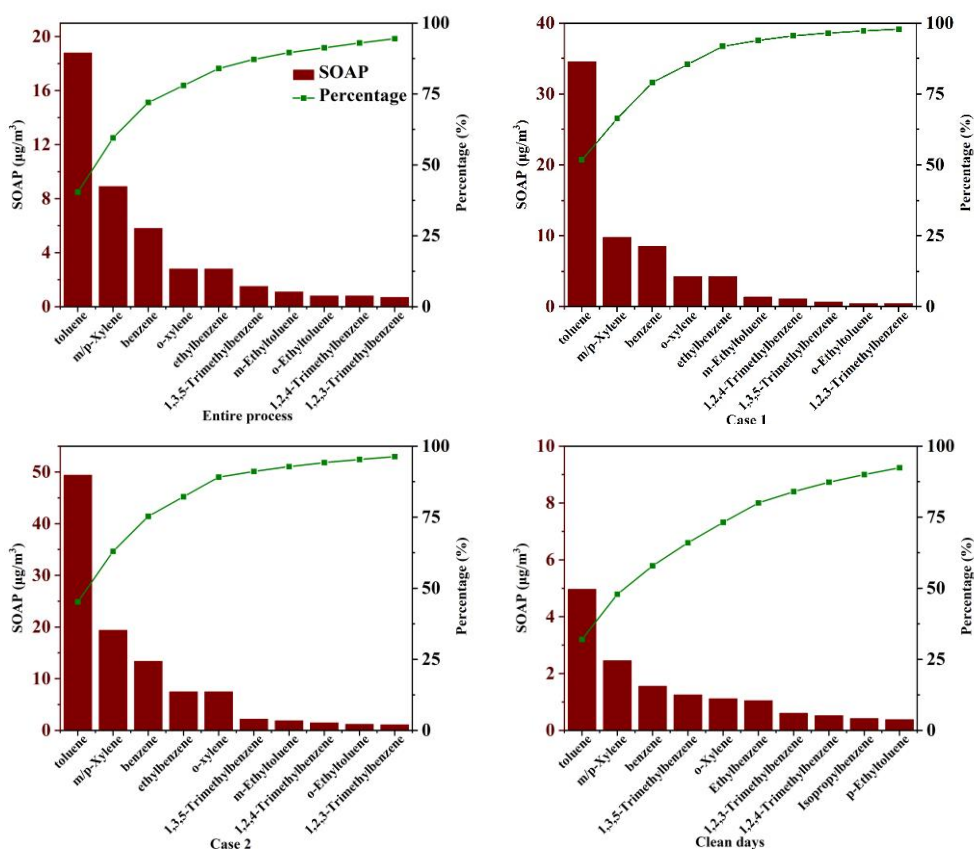 20
16
12
8
4
0
SOAP (μg/m³)
100
75
50
25
0
Percentage (%)
SOAP
Percentage
toluene
m/p-Xylene
benzene
o-xylene
ethylbenzene
1,3,5-Trimethylbenzene
m-Ethyltoluene
o-Ethyltoluene
1,2,4-Trimethylbenzene
1,2,3-Trimethylbenzene
Entire process
40
30
20
10
0
SOAP (μg/m³)
100
75
50
25
0
Percentage (%)
toluene
m/p-Xylene
benzene
o-xylene
ethylbenzene
m-Ethyltoluene
1,2,4-Trimethylbenzene
1,3,5-Trimethylbenzene
o-Ethyltoluene
1,2,3-Trimethylbenzene
Case 1
50
40
30
20
10
0
SOAP (μg/m³)
100
75
50
25
0
Percentage (%)
toluene
m/p-Xylene
benzene
ethylbenzene
o-xylene
1,3,5-Trimethylbenzene
m-Ethyltoluene
1,2,4-Trimethylbenzene
o-Ethyltoluene
1,2,3-Trimethylbenzene
Case 2
10
8
6
4
2
0
SOAP (μg/m³)
100
75
50
25
0
Percentage (%)
toluene
m/p-Xylene
benzene
1,3,5-Trimethylbenzene
o-Xylene
Ethylbenzene
1,2,3-Trimethylbenzene
1,2,4-Trimethylbenzene
Isopropylbenzene
p-Ethyltoluene
Clean days